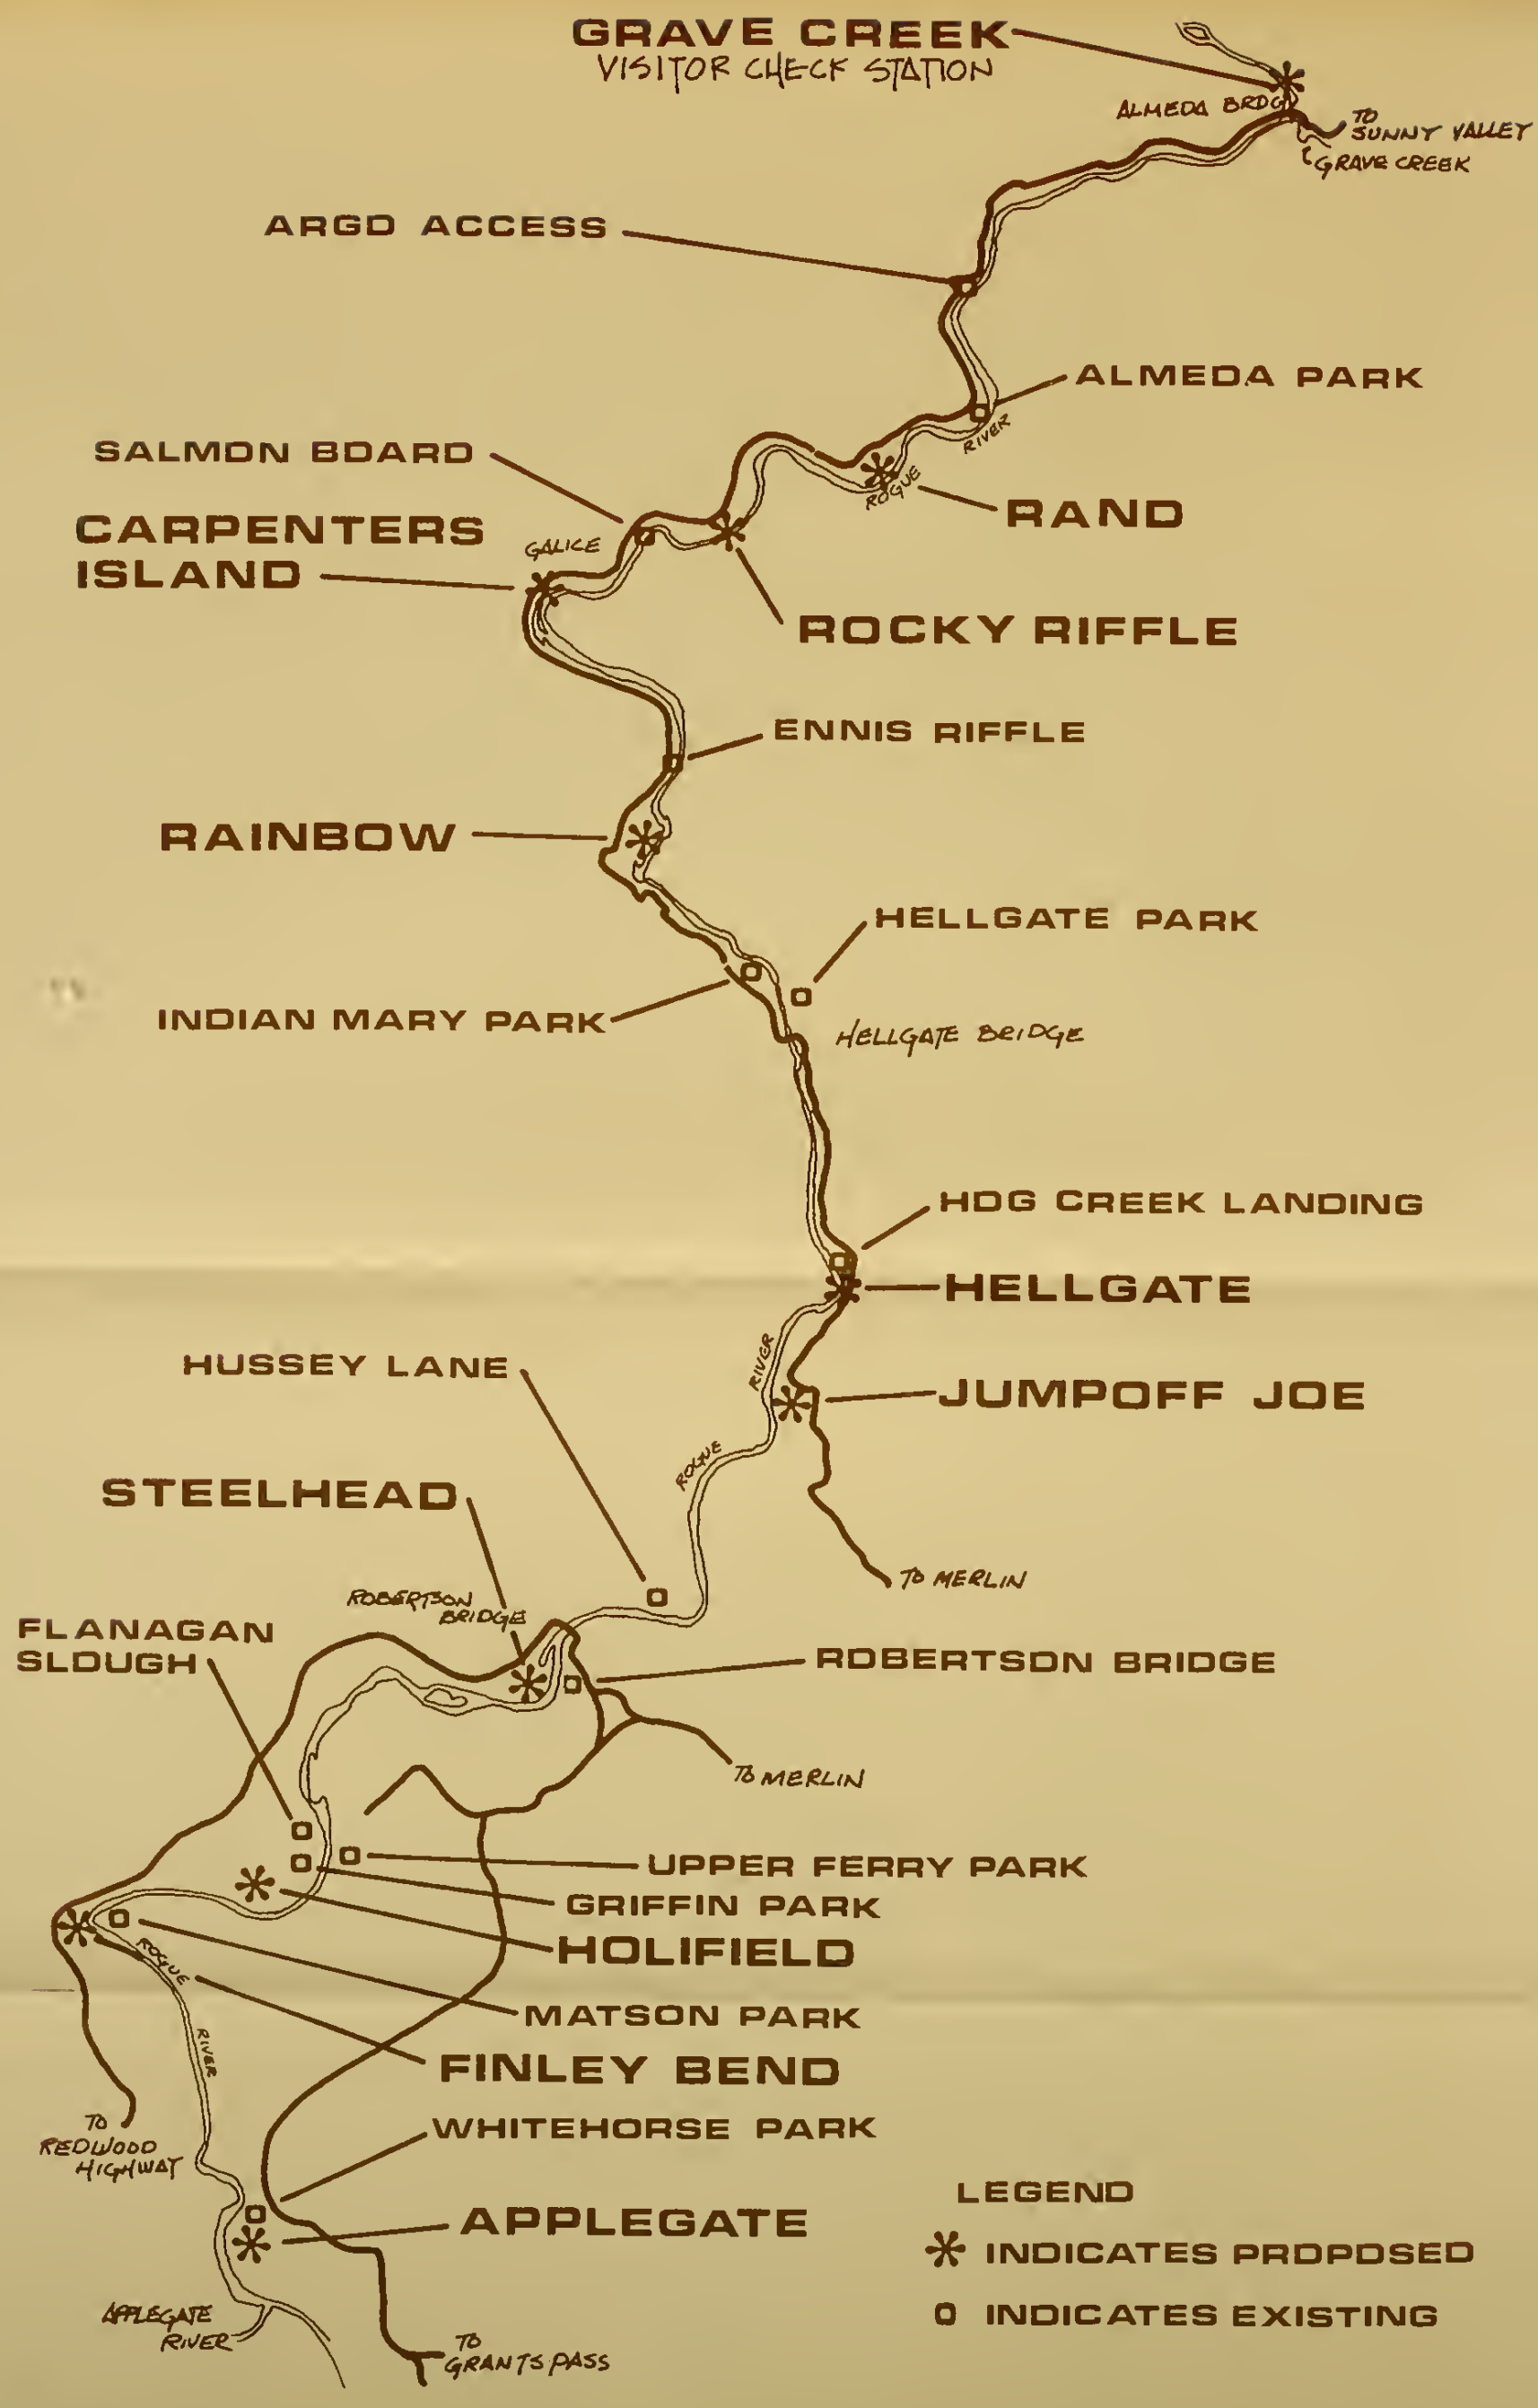 GRAVE CREEK
VISITOR CHECK STATION
ALMEDA BRDG
TO
SUNNY VALLEY
GRAVE CREEK
ARGO ACCESS
ALMEDA PARK
RIVER
SALMON BOARD
ROGUE
RAND
CARPENTERS
ISLAND
GALICE
ROCKY RIFFLE
ENNIS RIFFLE
RAINBOW
HELLGATE PARK
INDIAN MARY PARK
HELLGATE BRIDGE
HOG CREEK LANDING
HELLGATE
RIVER
HUSSEY LANE
JUMPOFF JOE
ROGUE
STEELHEAD
TO MERLIN
ROBERTSON
BRIDGE
FLANAGAN
SLOUGH
ROBERTSON BRIDGE
TO MERLIN
UPPER FERRY PARK
GRIFFIN PARK
HOLIFIELD
ROGUE
MATSON PARK
RIVER
FINLEY BEND
TO
REDWOOD
HIGHWAY
WHITEHORSE PARK
APPLEGATE
LEGEND
INDICATES PROPOSED
INDICATES EXISTING
APPLEGATE
RIVER
TO
GRANTS PASS